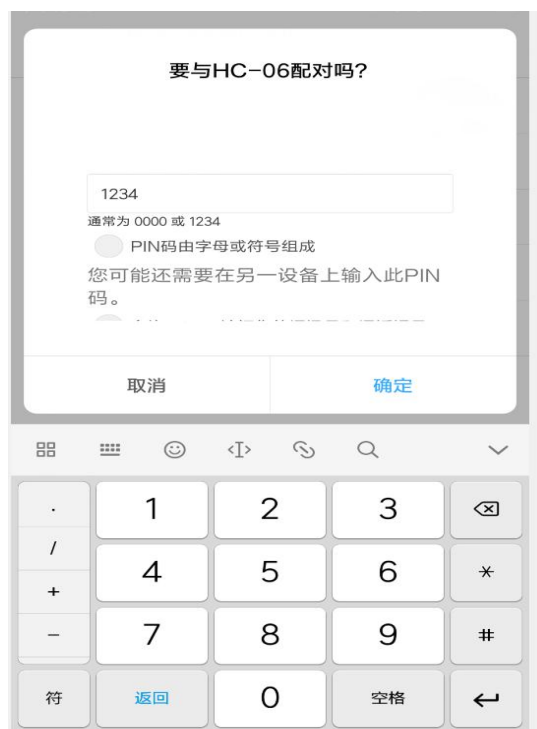 要与HC-06配对吗?
1234
通常为 0000 或 1234
PIN码由字母或符号组成
您可能还需要在另一设备上输入此PIN
码。
取消 确定
. 1 2 3
/
4 5 6 *
+
- 7 8 9 #
符 返回 0 空格